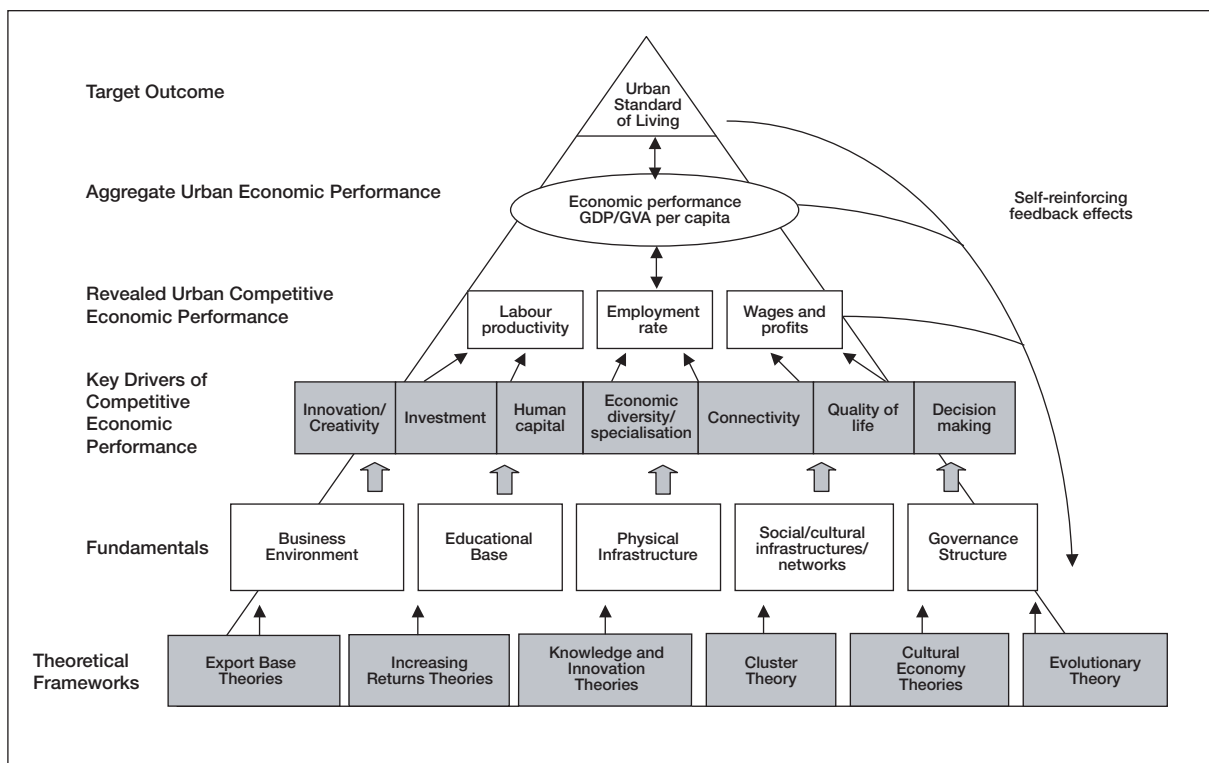 Target Outcome
Urban
Standard
of Living
Aggregate Urban Economic Performance
Economic performance
GDP/GVA per capita
Self-reinforcing
feedback effects
Revealed Urban Competitive
Economic Performance
Labour
productivity
Employment
rate
Wages and
profits
Key Drivers of
Competitive
Economic
Performance
Innovation/
Creativity
Investment
Human
capital
Economic
diversity/
specialisation
Connectivity
Quality of
life
Decision
making
Fundamentals
Business
Environment
Educational
Base
Physical
Infrastructure
Social/cultural
infrastructures/
networks
Governance
Structure
Theoretical
Frameworks
Export Base
Theories
Increasing
Returns Theories
Knowledge and
Innovation
Theories
Cluster
Theory
Cultural
Economy
Theories
Evolutionary
Theory